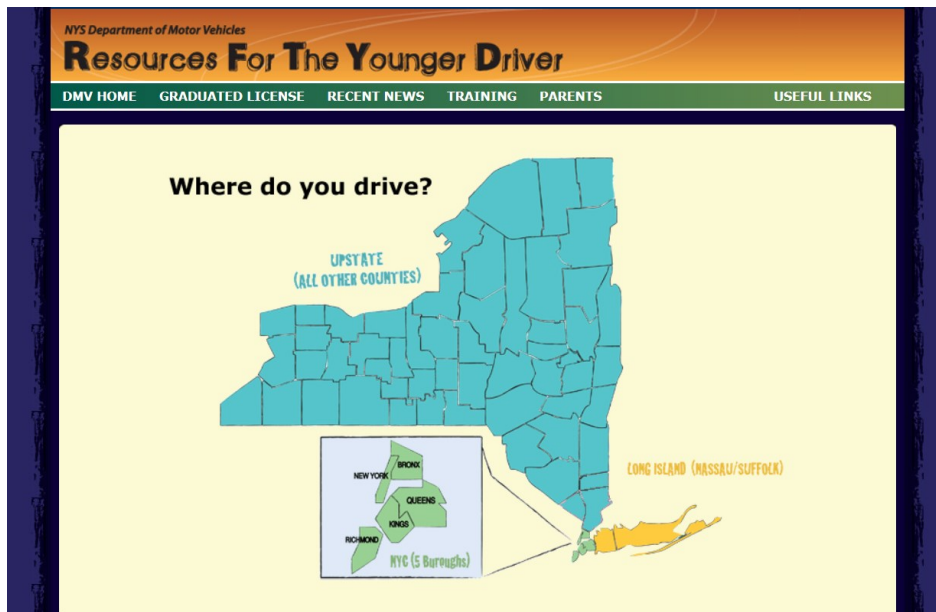 NYS Department of Motor Vehicles
Resources For The Younger Driver
DMV HOME GRADUATED LICENSE RECENT NEWS TRAINING PARENTS USEFUL LINKS
Where do you drive?
UPSTATE
(ALL OTHER COUNTIES)
LONG ISLAND (NASSAU/SUFFOLK)
BRONX
NEW YORK
QUEENS
KINGS
RICHMOND
NYC (5 Buroughs)